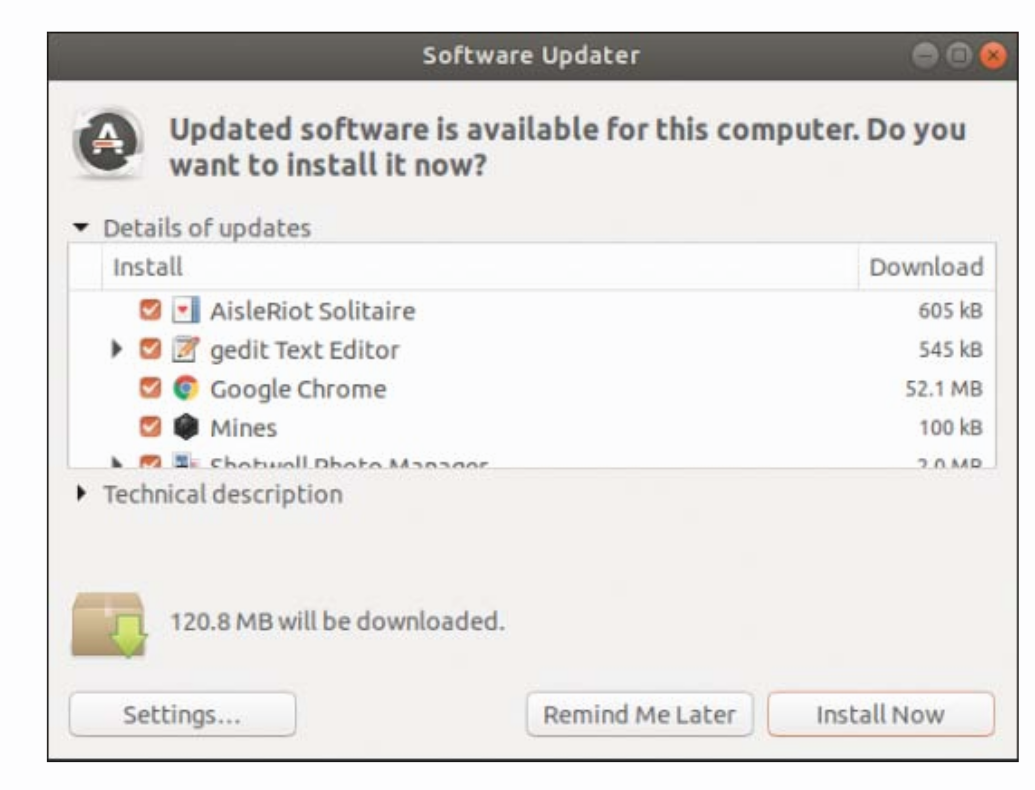 Software Updater
Updated software is available for this computer. Do you
want to install it now?
Details of updates
Install Download
AisleRiot Solitaire 605 kB
gedit Text Editor 545 kB
Google Chrome 52.1 MB
Mines 100 kB
Shotwell Photo Manager 2.0 MB
Technical description
120.8 MB will be downloaded.
Settings... Remind Me Later Install Now